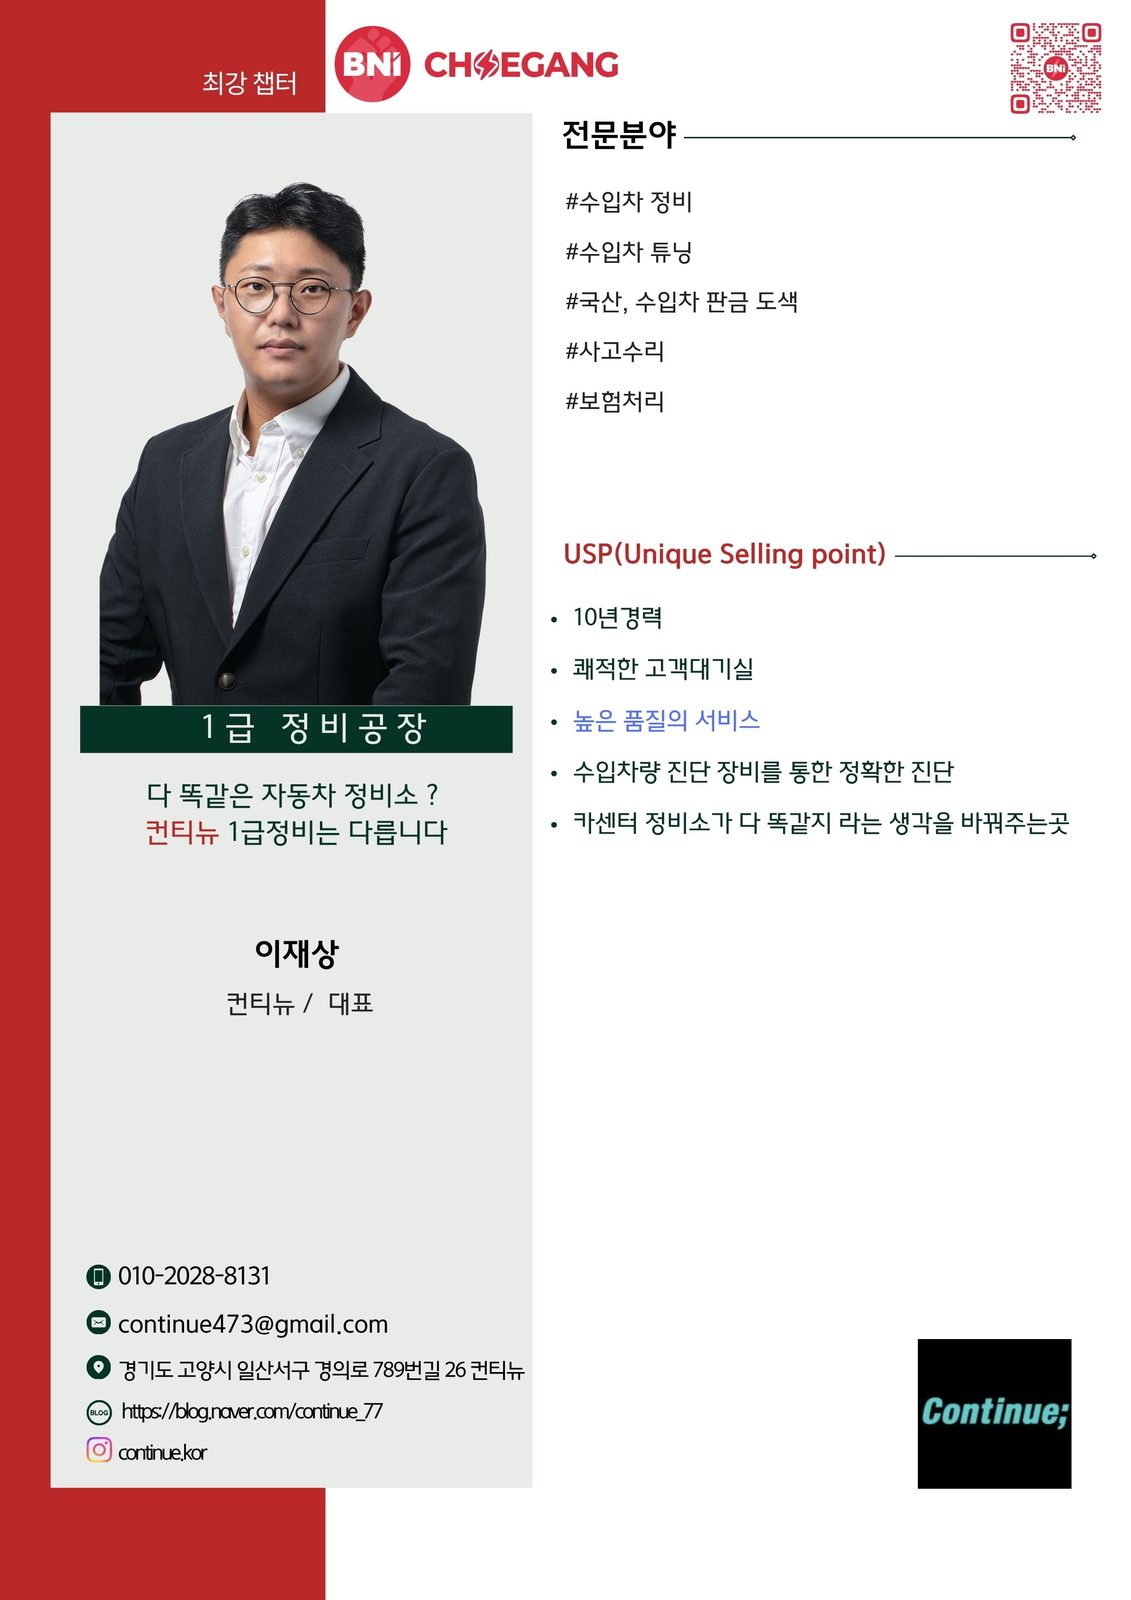 최강 챕터
BNI
CHOEGANG
BNI
1급 정비공장
다 똑같은 자동차 정비소 ?
컨티뉴 1급정비는 다릅니다
이재상
컨티뉴 / 대표
010-2028-8131
continue473@gmail.com
경기도 고양시 일산서구 경의로 789번길 26 컨티뉴
BLOG https://blog.naver.com/continue_77
continue.kor
전문분야
#수입차 정비
#수입차 튜닝
#국산, 수입차 판금 도색
#사고수리
#보험처리
USP(Unique Selling point)
• 10년경력
• 쾌적한 고객대기실
• 높은 품질의 서비스
• 수입차량 진단 장비를 통한 정확한 진단
• 카센터 정비소가 다 똑같지 라는 생각을 바꿔주는곳
Continue;